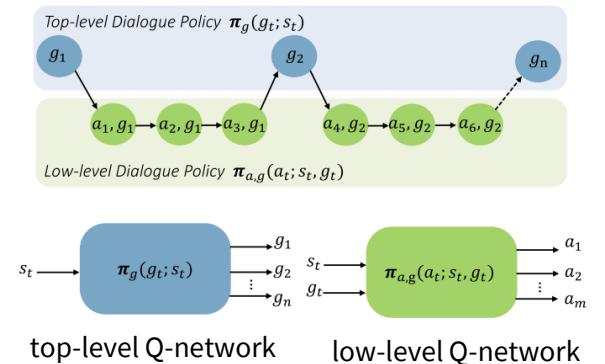 Top-level Dialogue Policy π_g(g_t; s_t)
g_1
g_2
g_n
a_1, g_1
a_2, g_1
a_3, g_1
a_4, g_2
a_5, g_2
a_6, g_2
Low-level Dialogue Policy π_{a,g}(a_t; s_t, g_t)
s_t
π_g(g_t; s_t)
g_1
g_2
⋮
g_n
s_t
g_t
π_{a,g}(a_t; s_t, g_t)
a_1
a_2
⋮
a_m
top-level Q-network
low-level Q-network